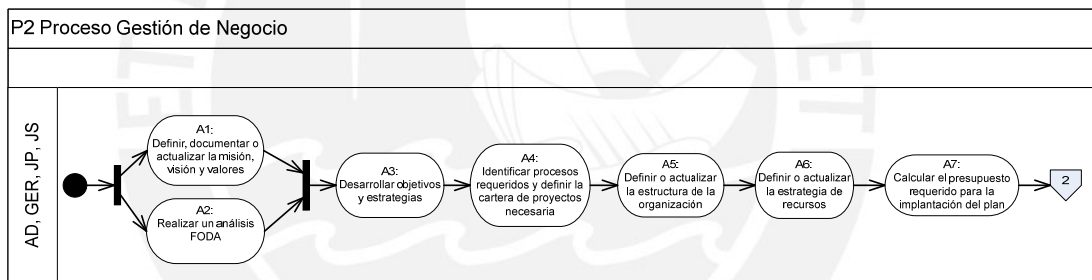 P2 Proceso Gestión de Negocio
AD, GER, JP, JS
A1:
Definir, documentar o
actualizar la misión,
visión y valores
A2:
Realizar un análisis
FODA
A3:
Desarrollar objetivos
y estrategias
A4:
Identificar procesos
requeridos y definir la
cartera de proyectos
necesaria
A5:
Definir o actualizar
la estructura de la
organización
A6:
Definir o actualizar
la estrategia de
recursos
A7:
Calcular el presupuesto
requerido para la
implantación del plan
2